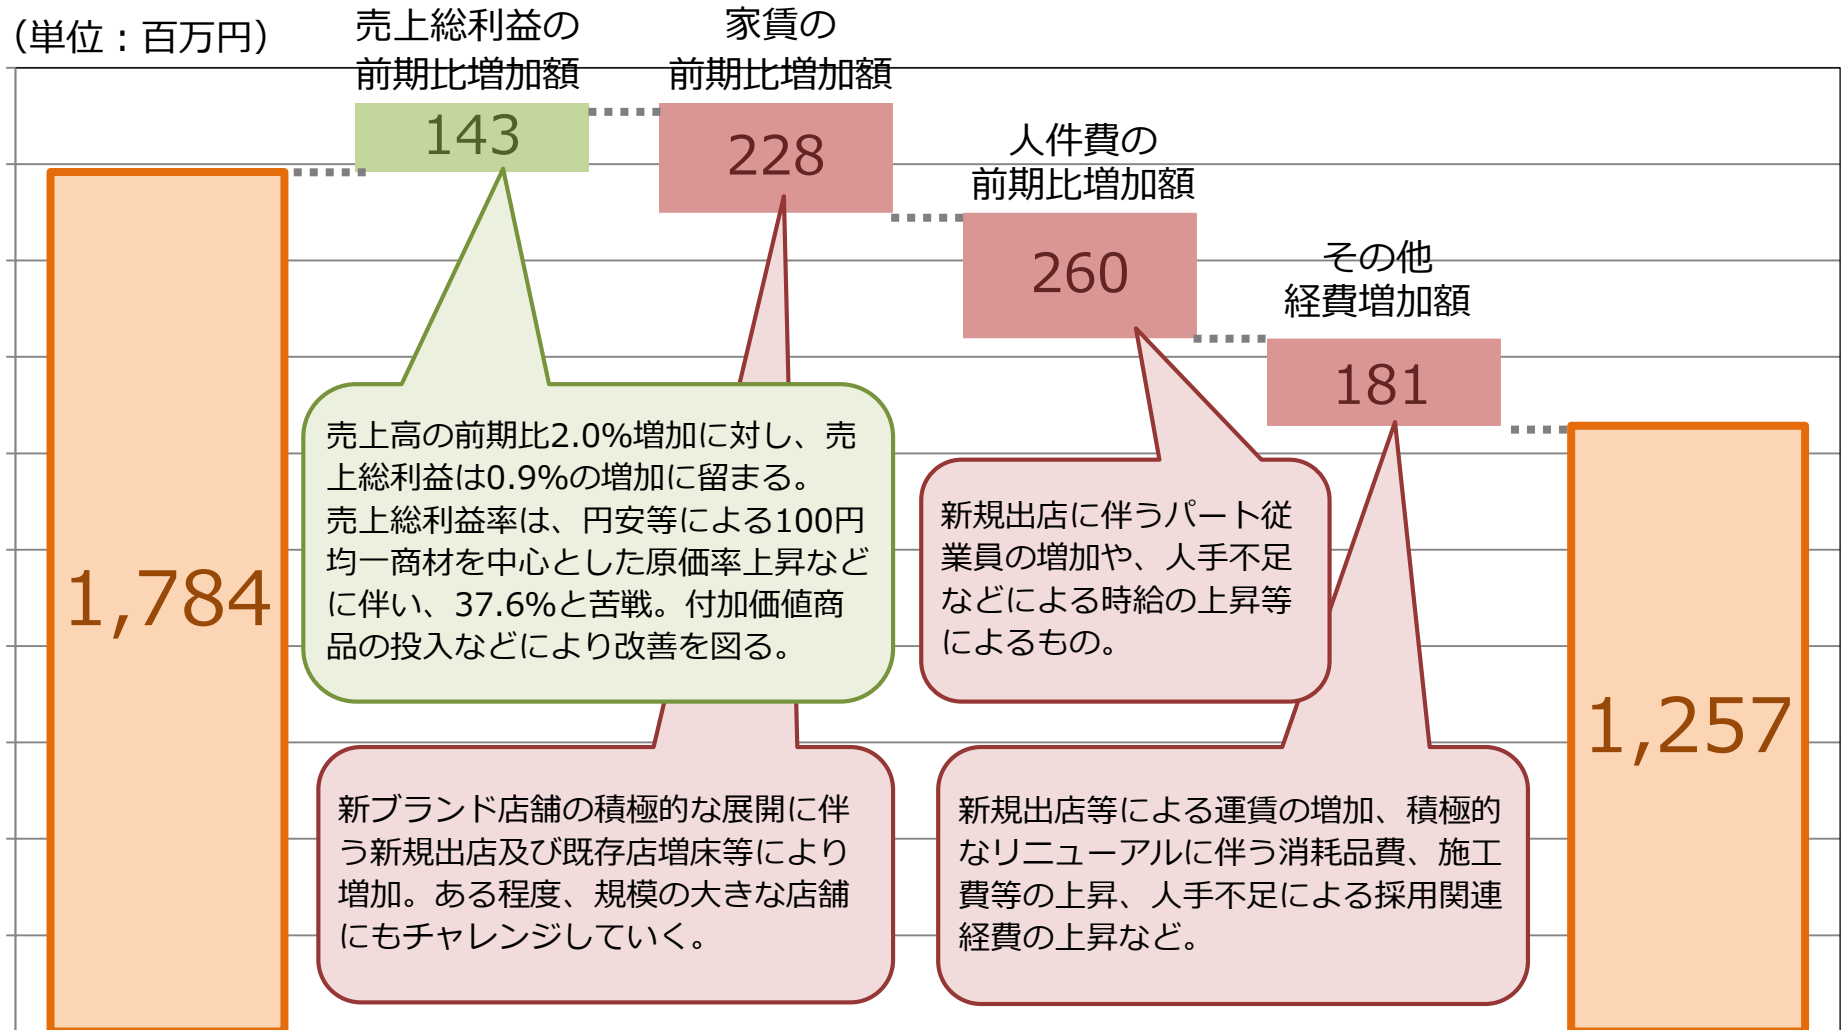 （単位：百万円）
売上総利益の
前期比増加額
家賃の
前期比増加額
人件費の
前期比増加額
その他
経費増加額
143
228
260
181
1,784
1,257
売上高の前期比2.0%増加に対し、売
上総利益は0.9%の増加に留まる。
売上総利益率は、円安等による100円
均一商材を中心とした原価率上昇など
に伴い、37.6%と苦戦。付加価値商
品の投入などにより改善を図る。
新規出店に伴うパート従
業員の増加や、人手不足
などによる時給の上昇等
によるもの。
新ブランド店舗の積極的な展開に伴
う新規出店及び既存店増床等により
増加。ある程度、規模の大きな店舗
にもチャレンジしていく。
新規出店等による運賃の増加、積極的
なリニューアルに伴う消耗品費、施工
費等の上昇、人手不足による採用関連
経費の上昇など。